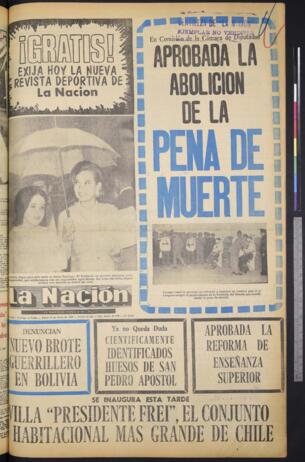 ¡GRATIS!
EXIJA HOY LA NUEVA
REVISTA DEPORTIVA DE
La Nacion
EJEMPLAR NO VENDIDO
En Comisión de la Cámara de Diputados
APROBADA LA
ABOLICION
DE LA
PENA DE
MUERTE
la Nación
DENUNCIAN
NUEVO BROTE
GUERRILLERO
EN BOLIVIA
Ya no Queda Duda
CIENTIFICAMENTE
IDENTIFICADOS
HUESOS DE SAN
PEDRO APOSTOL
APROBADA LA
REFORMA DE
ENSEÑANZA
SUPERIOR
SE INAUGURA ESTA TARDE
VILLA "PRESIDENTE FREI", EL CONJUNTO
HABITACIONAL MAS GRANDE DE CHILE